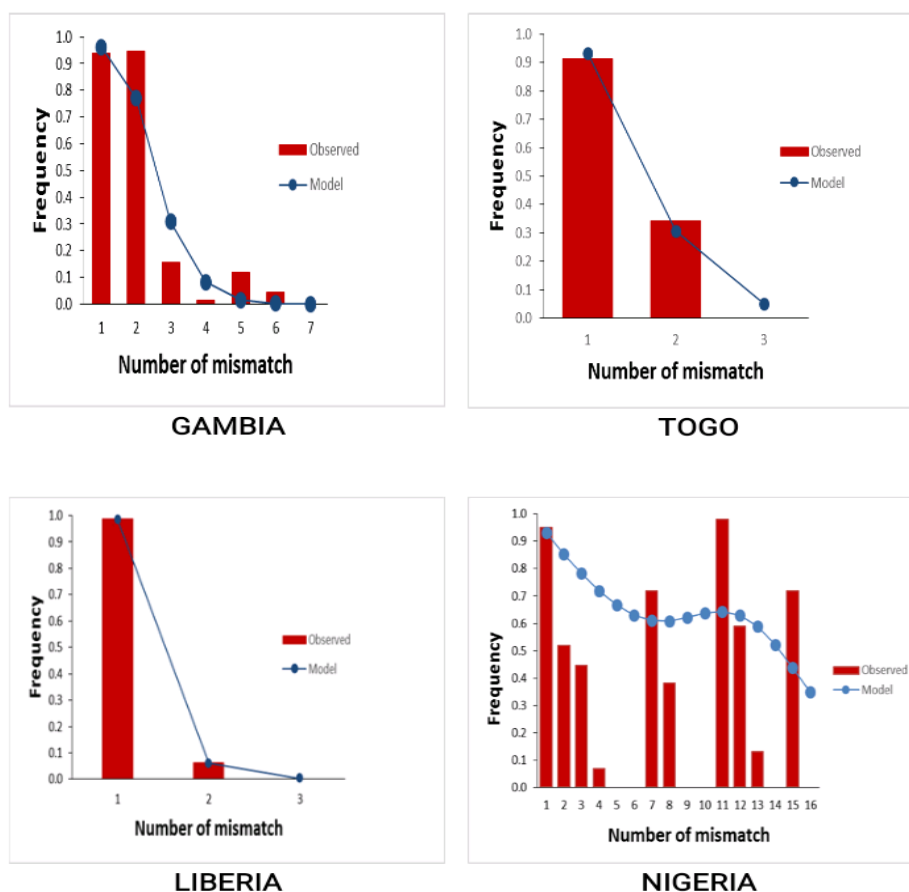 1.0
0.9
0.8
0.7
0.6
0.5
0.4
0.3
0.2
0.1
0.0
Frequency
Observed
Model
1 2 3 4 5 6 7
Number of mismatch
GAMBIA
1.0
0.9
0.8
0.7
0.6
0.5
0.4
0.3
0.2
0.1
0.0
Frequency
Observed
Model
1 2 3
Number of mismatch
TOGO
1.0
0.9
0.8
0.7
0.6
0.5
0.4
0.3
0.2
0.1
0.0
Frequency
Observed
Model
1 2 3
Number of mismatch
LIBERIA
1.0
0.9
0.8
0.7
0.6
0.5
0.4
0.3
0.2
0.1
0.0
Frequency
Observed
Model
1 2 3 4 5 6 7 8 9 10 11 12 13 14 15 16
Number of mismatch
NIGERIA